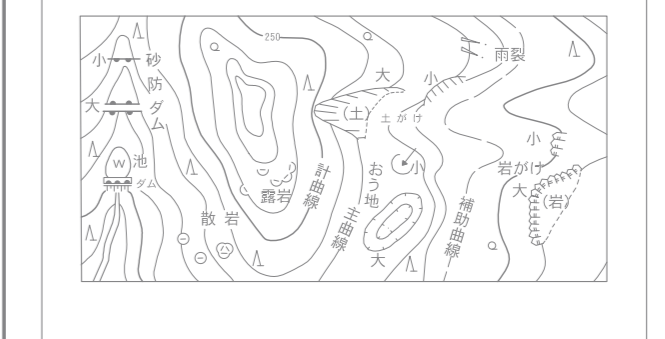 250
小
砂防ダム
大
W
池
ダム
大
(土)
土がけ
小
雨裂
小
岩がけ
大
(岩)
小
おう地
大
露岩
散岩
計曲線
主曲線
補助曲線